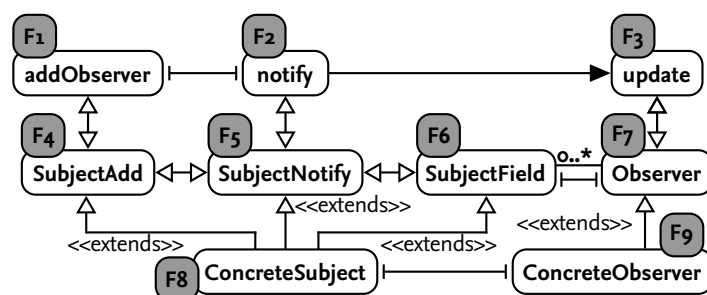 F1 F2 F3
addObserver notify update
F4 F5 F6 F7
SubjectAdd SubjectNotify SubjectField 0..* Observer
<<extends>>
<<extends>> <<extends>> <<extends>> F9
F8 ConcreteSubject ConcreteObserver